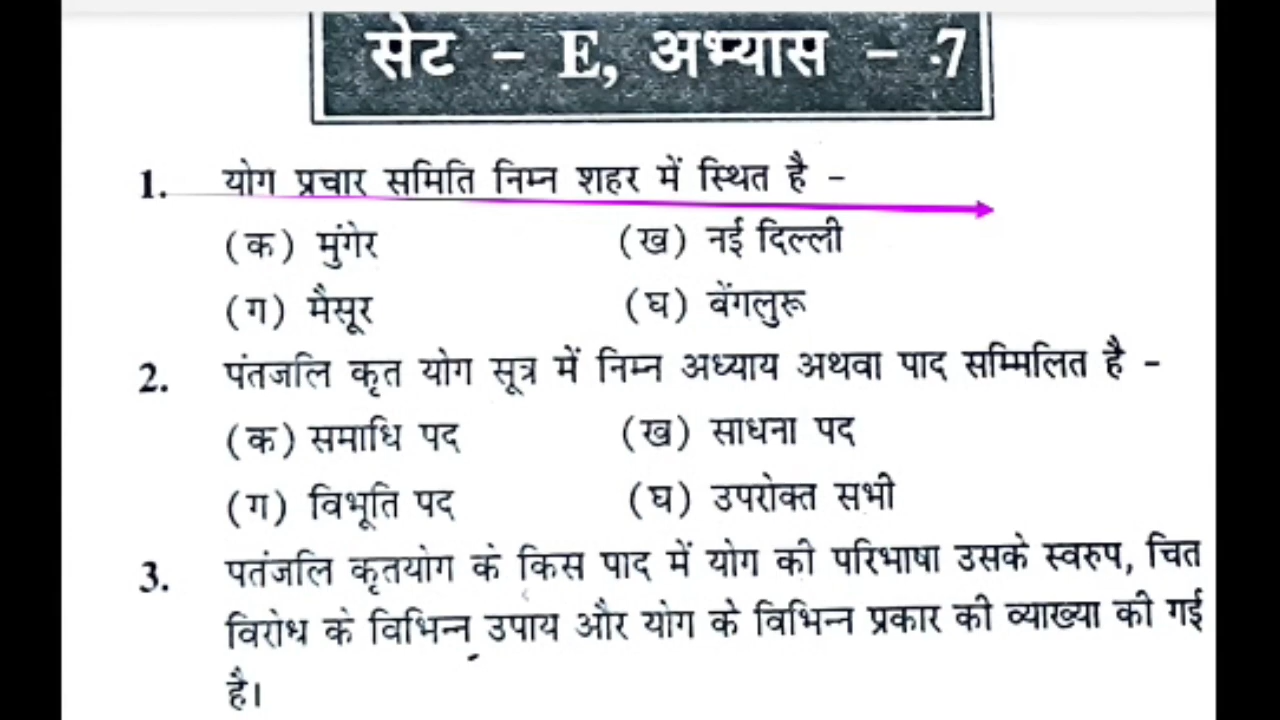 सेट - E, अभ्यास - 7
1. योग प्रचार समिति निम्न शहर में स्थित है -
(क) मुंगेर (ख) नई दिल्ली
(ग) मैसूर (घ) बेंगलुरू
2. पंतजलि कृत योग सूत्र में निम्न अध्याय अथवा पाद सम्मिलित है -
(क) समाधि पद (ख) साधना पद
(ग) विभूति पद (घ) उपरोक्त सभी
3. पतंजलि कृतयोग के किस पाद में योग की परिभाषा उसके स्वरुप, चित
विरोध के विभिन्न उपाय और योग के विभिन्न प्रकार की व्याख्या की गई
है।